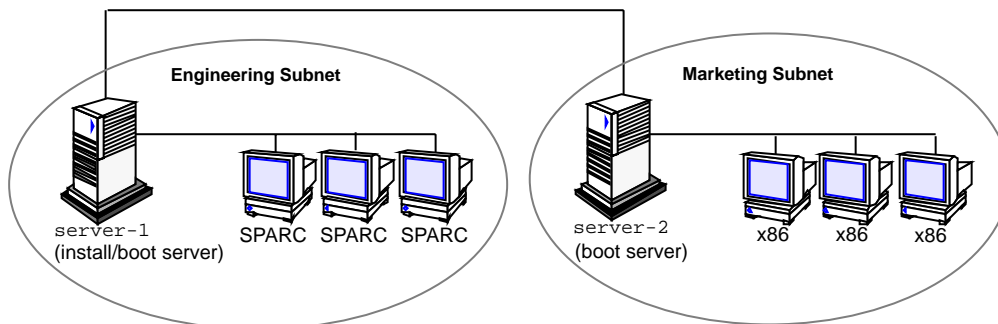 Engineering Subnet
Marketing Subnet
server-1
(install/boot server)
SPARC SPARC SPARC
server-2
(boot server)
x86 x86 x86